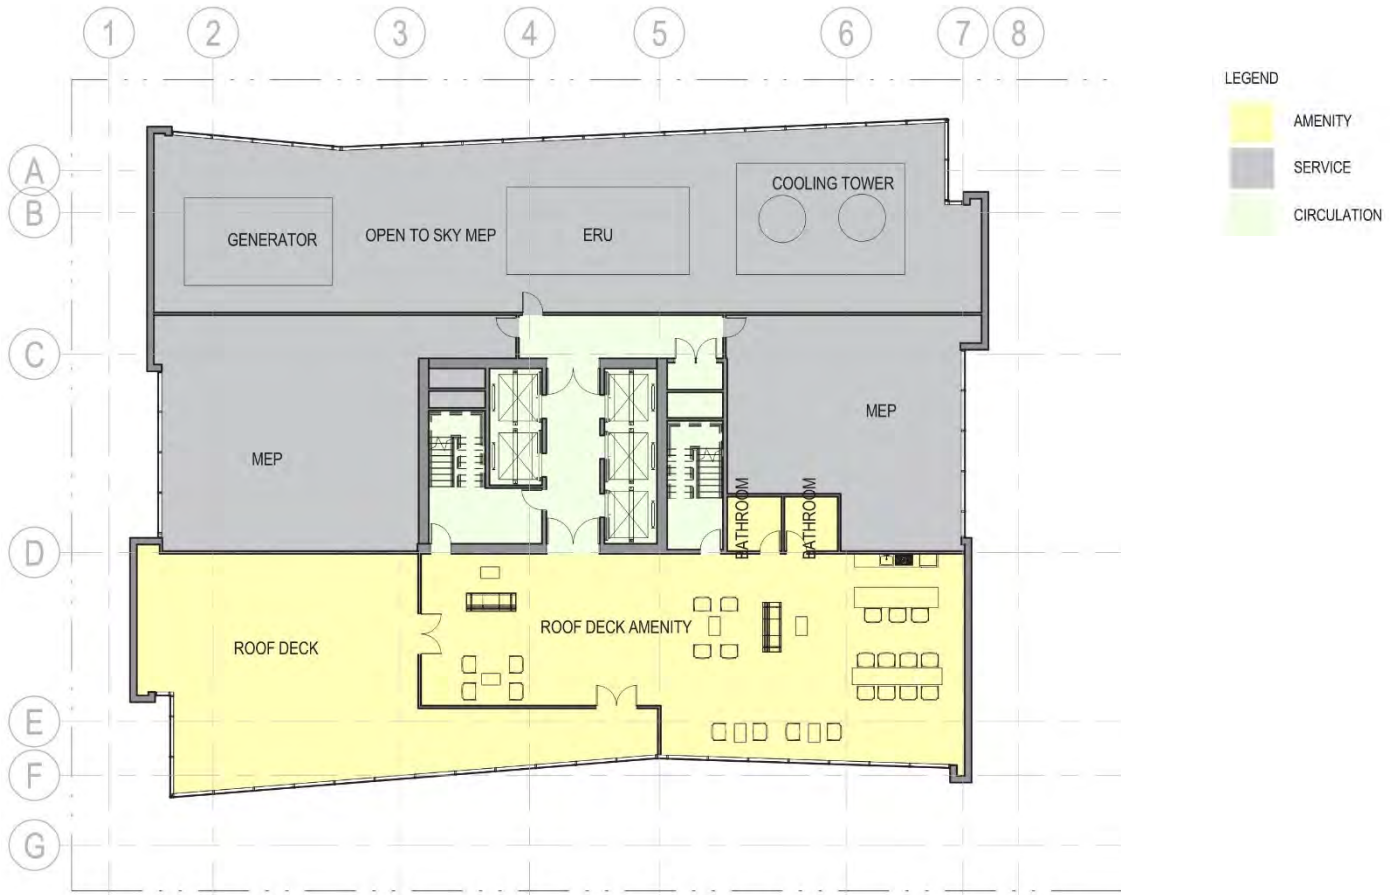 1
2
3
4
5
6
7
8
LEGEND
AMENITY
SERVICE
CIRCULATION
A
B
C
D
E
F
G
COOLING TOWER
GENERATOR
OPEN TO SKY MEP
ERU
MEP
MEP
BATHROOM
BATHROOM
ROOF DECK
ROOF DECK AMENITY